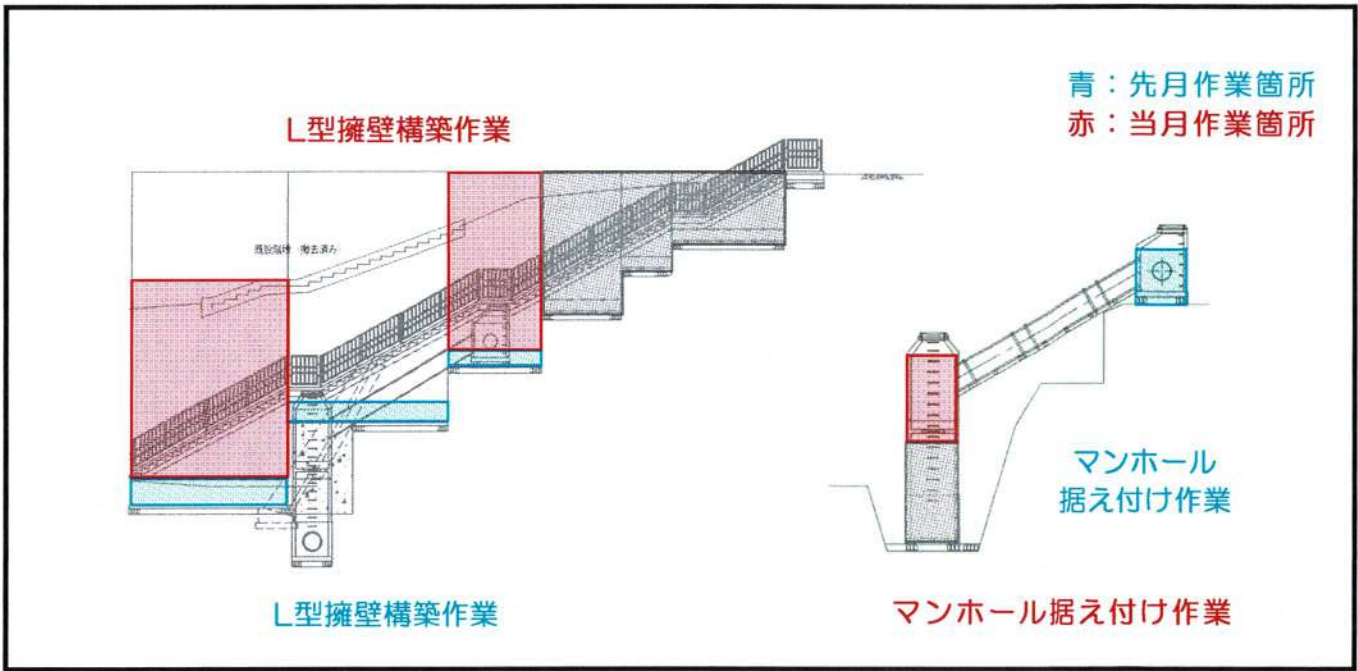 青：先月作業箇所
赤：当月作業箇所
L型擁壁構築作業
マンホール
据え付け作業
L型擁壁構築作業
マンホール据え付け作業